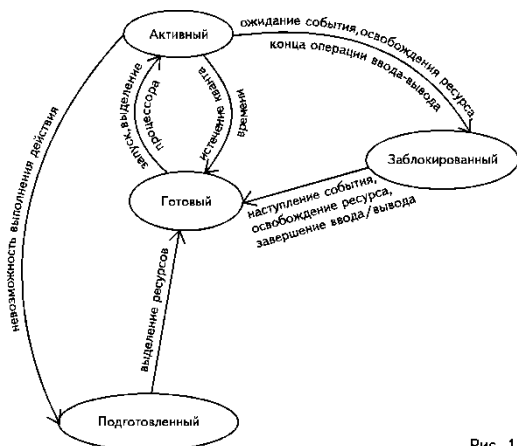 Активный
ожидание события, освобождения ресурса,
конца операции ввода-вывода
невозможность выполнения действия
запуск, выделение
процессора
истечение кванта
времени
Заблокированный
Готовый
наступление события,
освобождение ресурса,
завершение ввода/вывода
выделение ресурсов
Подготовленный
Рис. 1